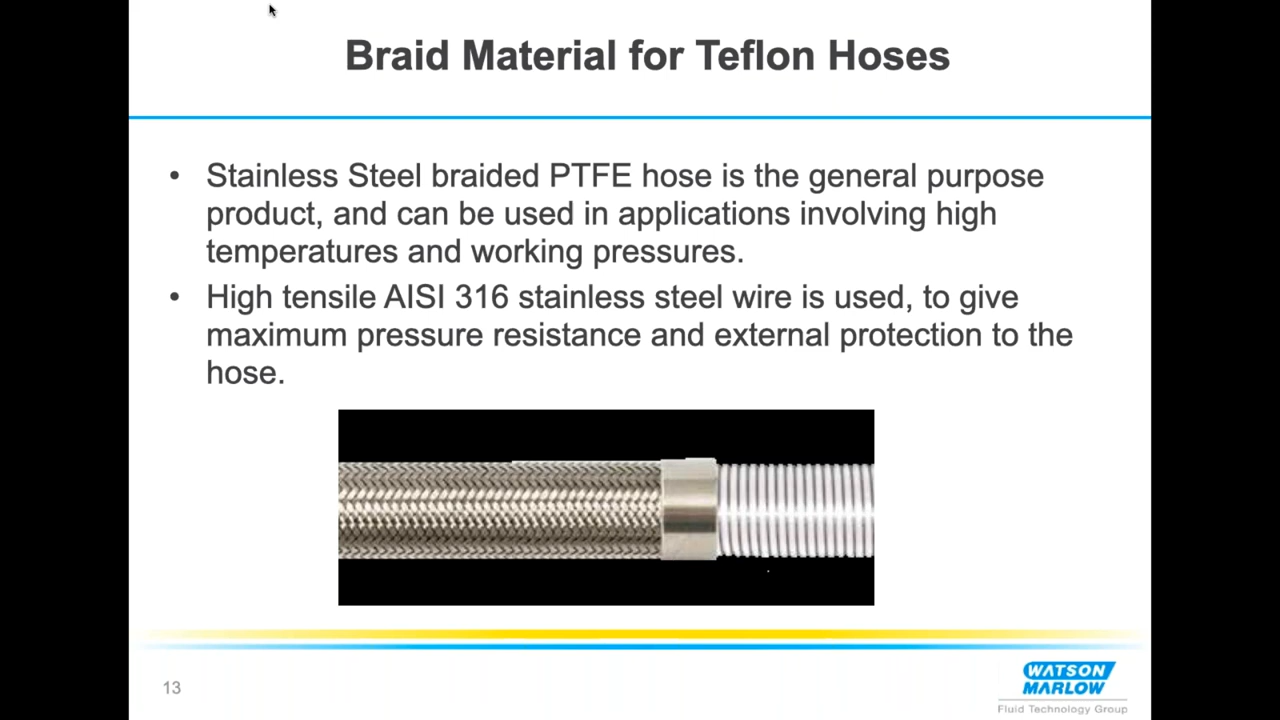 Braid Material for Teflon Hoses
• Stainless Steel braided PTFE hose is the general purpose
product, and can be used in applications involving high
temperatures and working pressures.
• High tensile AISI 316 stainless steel wire is used, to give
maximum pressure resistance and external protection to the
hose.
13
WATSON
MARLOW
Fluid Technology Group